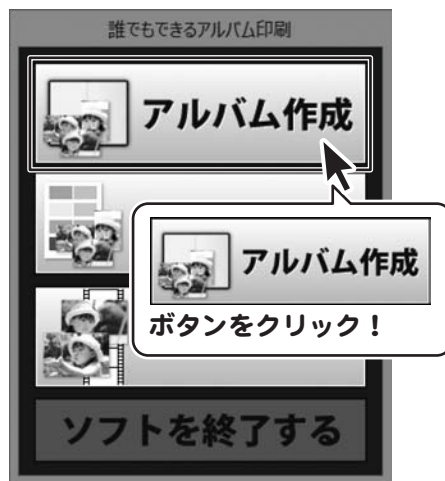 誰でもできるアルバム印刷
アルバム作成
アルバム作成
ボタンをクリック！
ソフトを終了する